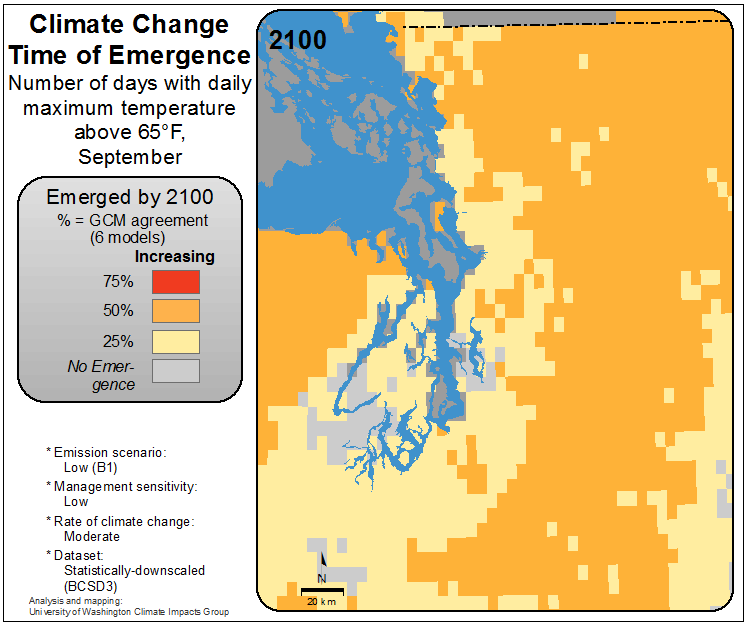 Climate Change
Time of Emergence
Number of days with daily
maximum temperature
above 65°F,
September
Emerged by 2100
% = GCM agreement
(6 models)
Increasing
75%
50%
25%
No Emer-
gence
* Emission scenario:
Low (B1)
* Management sensitivity:
Low
* Rate of climate change:
Moderate
* Dataset:
Statistically-downscaled
(BCSD3)
Analysis and mapping:
University of Washington Climate Impacts Group
2100
N
20 km